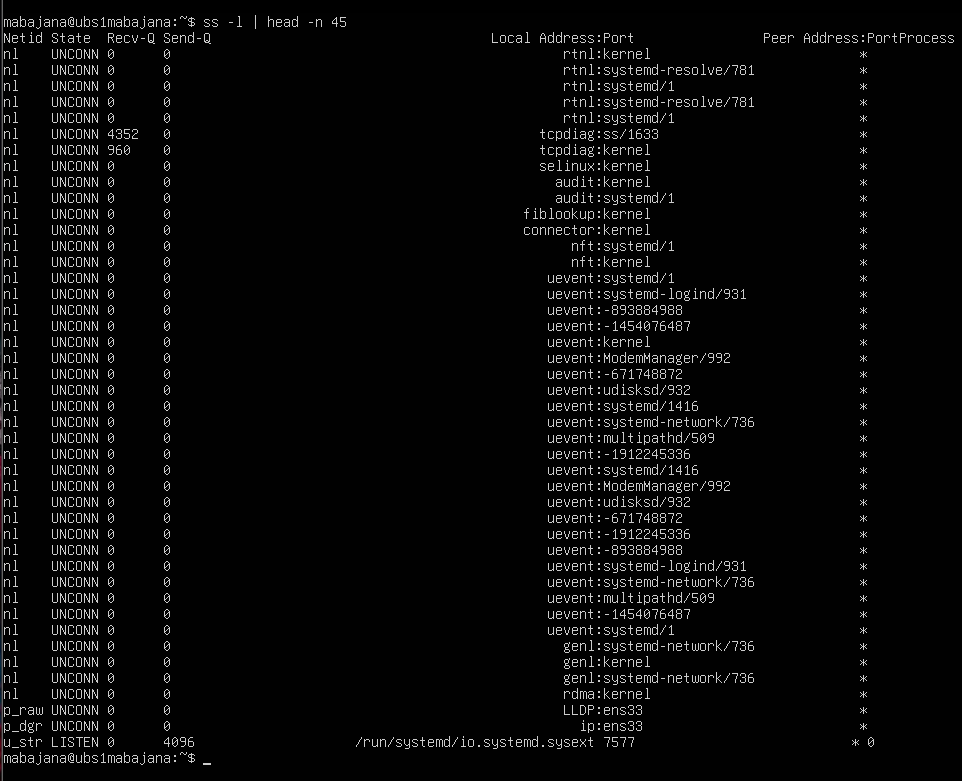 mabajana@ubs1mabajana:~$ ss -l | head -n 45
Netid State Recv-Q Send-Q Local Address:Port Peer Address:PortProcess
nl UNCONN 0 0 rtnl:kernel *
nl UNCONN 0 0 rtnl:systemd-resolve/781 *
nl UNCONN 0 0 rtnl:systemd/1 *
nl UNCONN 0 0 rtnl:systemd-resolve/781 *
nl UNCONN 0 0 rtnl:systemd/1 *
nl UNCONN 4352 0 tcpdiag:ss/1633 *
nl UNCONN 960 0 tcpdiag:kernel *
nl UNCONN 0 0 selinux:kernel *
nl UNCONN 0 0 audit:kernel *
nl UNCONN 0 0 audit:systemd/1 *
nl UNCONN 0 0 fiblookup:kernel *
nl UNCONN 0 0 connector:kernel *
nl UNCONN 0 0 nft:systemd/1 *
nl UNCONN 0 0 nft:kernel *
nl UNCONN 0 0 uevent:systemd/1 *
nl UNCONN 0 0 uevent:systemd-logind/931 *
nl UNCONN 0 0 uevent:-893884988 *
nl UNCONN 0 0 uevent:-1454076487 *
nl UNCONN 0 0 uevent:kernel *
nl UNCONN 0 0 uevent:ModemManager/992 *
nl UNCONN 0 0 uevent:-671748872 *
nl UNCONN 0 0 uevent:udisksd/932 *
nl UNCONN 0 0 uevent:systemd/1416 *
nl UNCONN 0 0 uevent:systemd-network/736 *
nl UNCONN 0 0 uevent:multipathd/509 *
nl UNCONN 0 0 uevent:-1912245336 *
nl UNCONN 0 0 uevent:systemd/1416 *
nl UNCONN 0 0 uevent:ModemManager/992 *
nl UNCONN 0 0 uevent:udisksd/932 *
nl UNCONN 0 0 uevent:-671748872 *
nl UNCONN 0 0 uevent:-1912245336 *
nl UNCONN 0 0 uevent:-893884988 *
nl UNCONN 0 0 uevent:systemd-logind/931 *
nl UNCONN 0 0 uevent:systemd-network/736 *
nl UNCONN 0 0 uevent:multipathd/509 *
nl UNCONN 0 0 uevent:-1454076487 *
nl UNCONN 0 0 uevent:systemd/1 *
nl UNCONN 0 0 genl:systemd-network/736 *
nl UNCONN 0 0 genl:kernel *
nl UNCONN 0 0 genl:systemd-network/736 *
nl UNCONN 0 0 rdma:kernel *
p_raw UNCONN 0 0 LLDP:ens33 *
p_dgr UNCONN 0 0 ip:ens33 *
u_str LISTEN 0 4096 /run/systemd/io.systemd.sysext 7577 * 0
mabajana@ubs1mabajana:~$ _